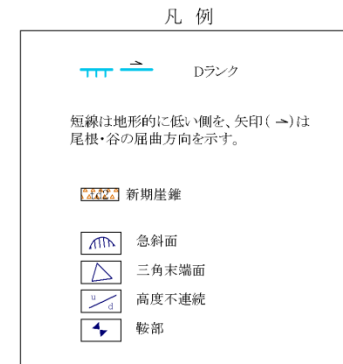 凡 例
Dランク
短線は地形的に低い側を、矢印( ⇀)は
尾根・谷の屈曲方向を示す。
dt2 新期崖錐
急斜面
三角末端面
u d 高度不連続
鞍部